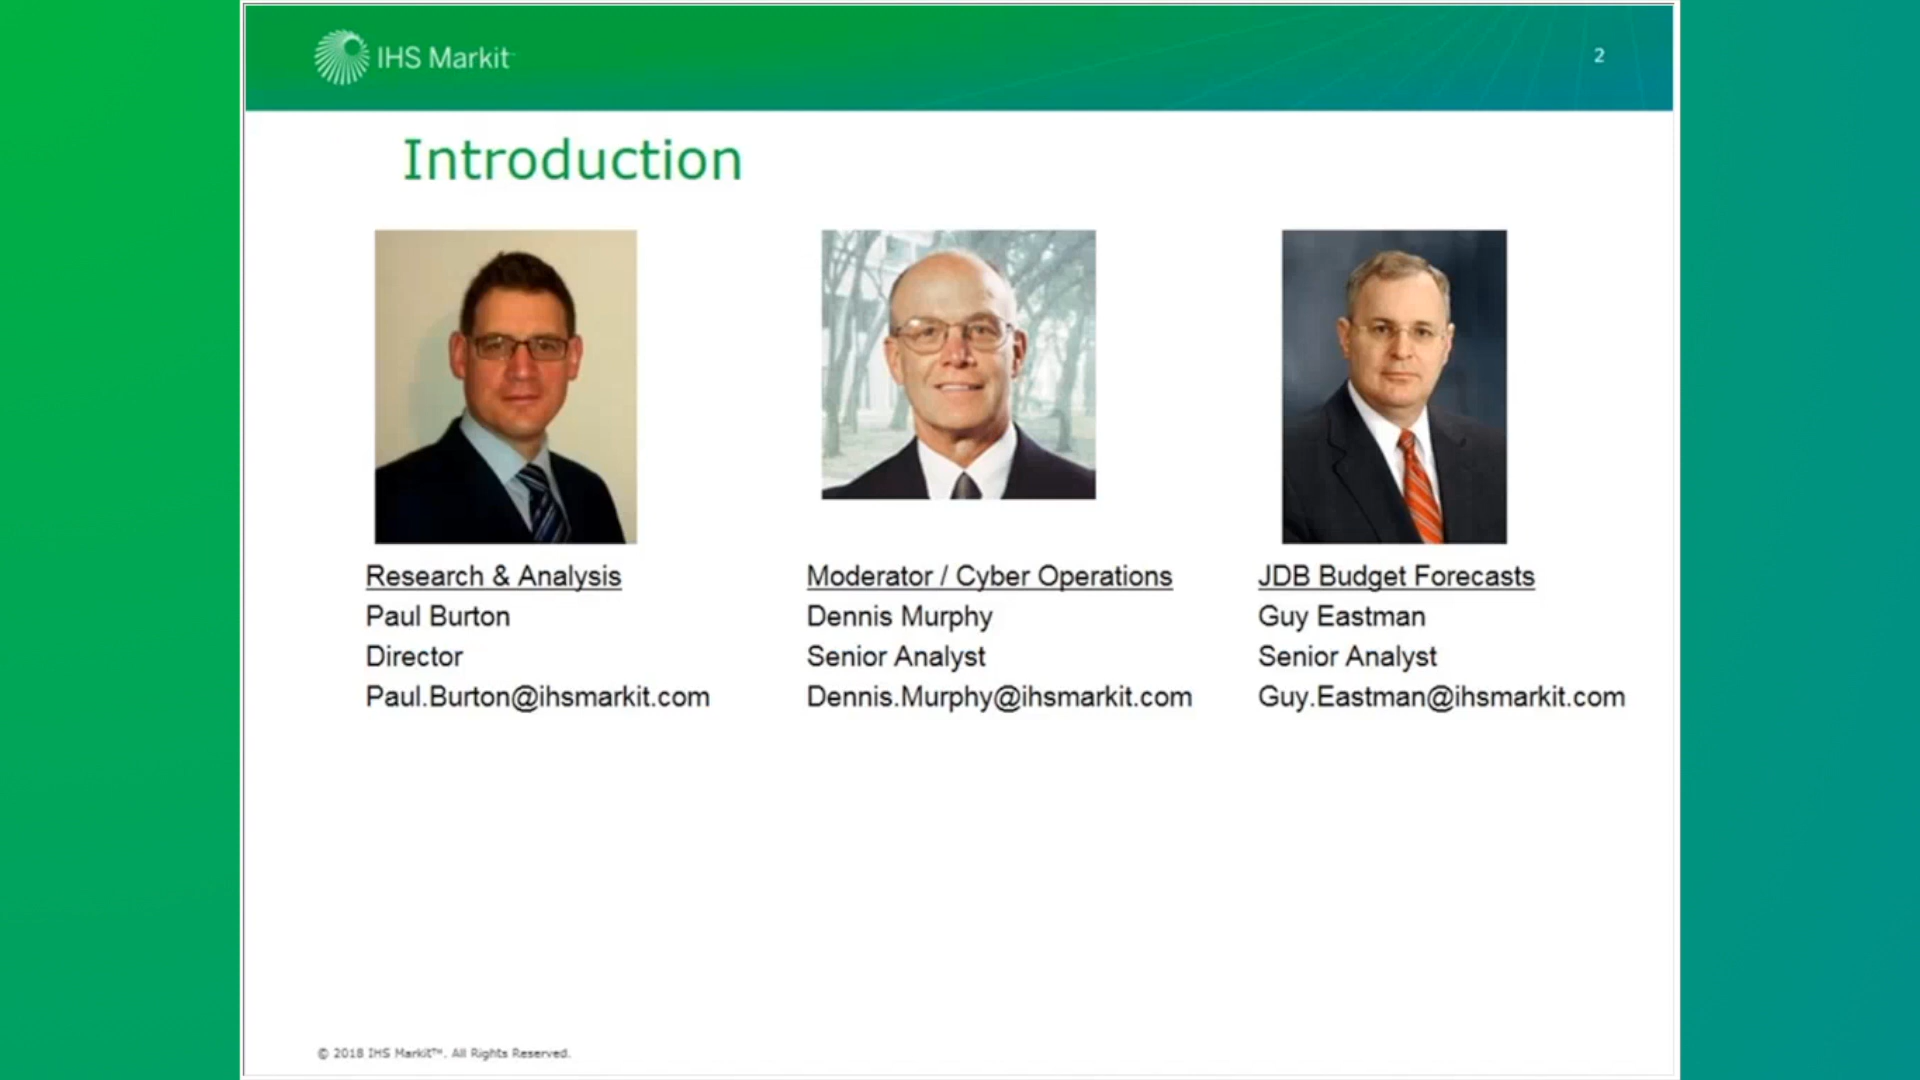 IHS Markit
2
Introduction
Research & Analysis
Paul Burton
Director
Paul.Burton@ihsmarkit.com
Moderator / Cyber Operations
Dennis Murphy
Senior Analyst
Dennis.Murphy@ihsmarkit.com
JDB Budget Forecasts
Guy Eastman
Senior Analyst
Guy.Eastman@ihsmarkit.com
© 2018 IHS Markit™. All Rights Reserved.